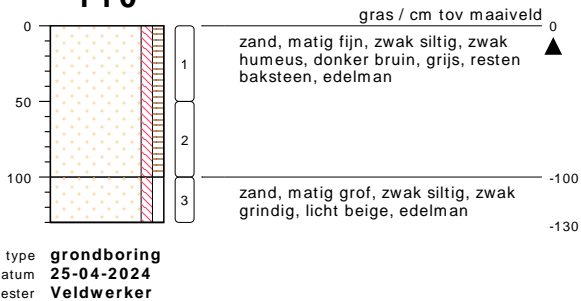 gras / cm tov maaiveld
0
0
zand, matig fijn, zwak siltig, zwak
humeus, donker bruin, grijs, resten
baksteen, edelman
1
50
2
100
-100
zand, matig grof, zwak siltig, zwak
grindig, licht beige, edelman
3
-130
type grondboring
atum 25-04-2024
ester Veldwerker